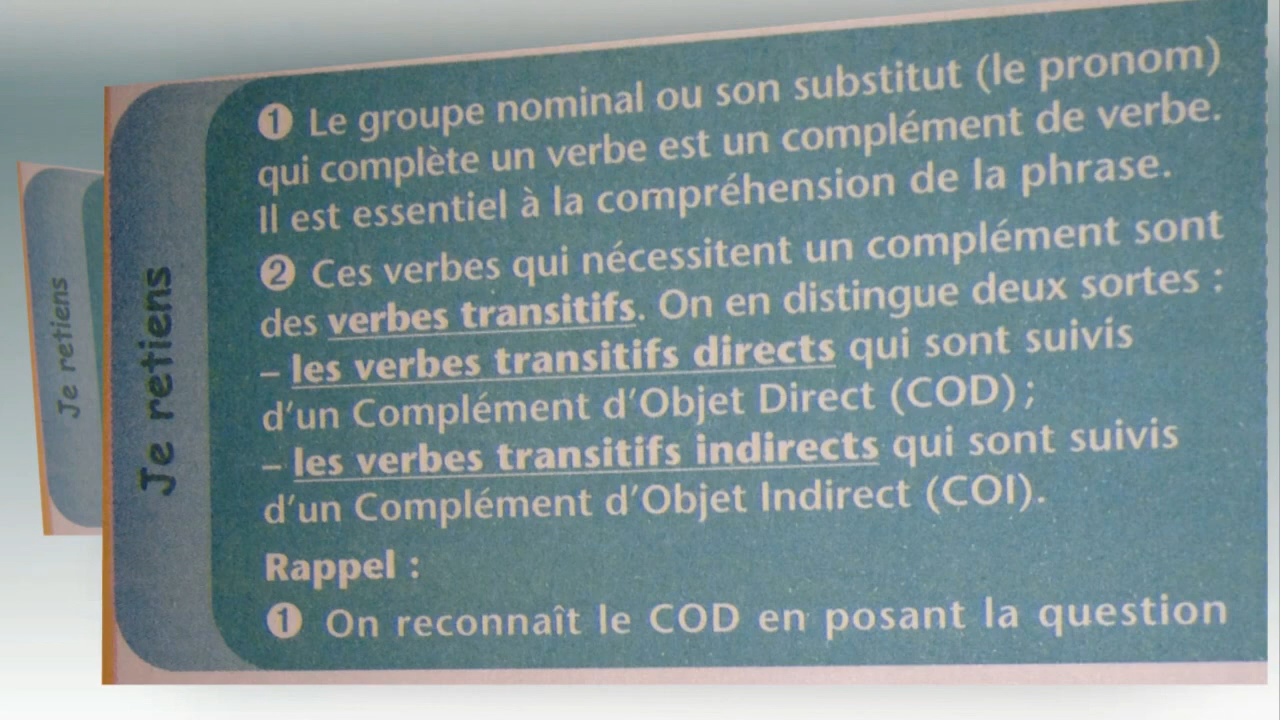 Je retiens
Je retiens
❶ Le groupe nominal ou son substitut (le pronom)
qui complète un verbe est un complément de verbe.
Il est essentiel à la compréhension de la phrase.
❷ Ces verbes qui nécessitent un complément sont
des verbes transitifs. On en distingue deux sortes :
– les verbes transitifs directs qui sont suivis
d'un Complément d'Objet Direct (COD) ;
– les verbes transitifs indirects qui sont suivis
d'un Complément d'Objet Indirect (COI).
Rappel :
❶ On reconnaît le COD en posant la question